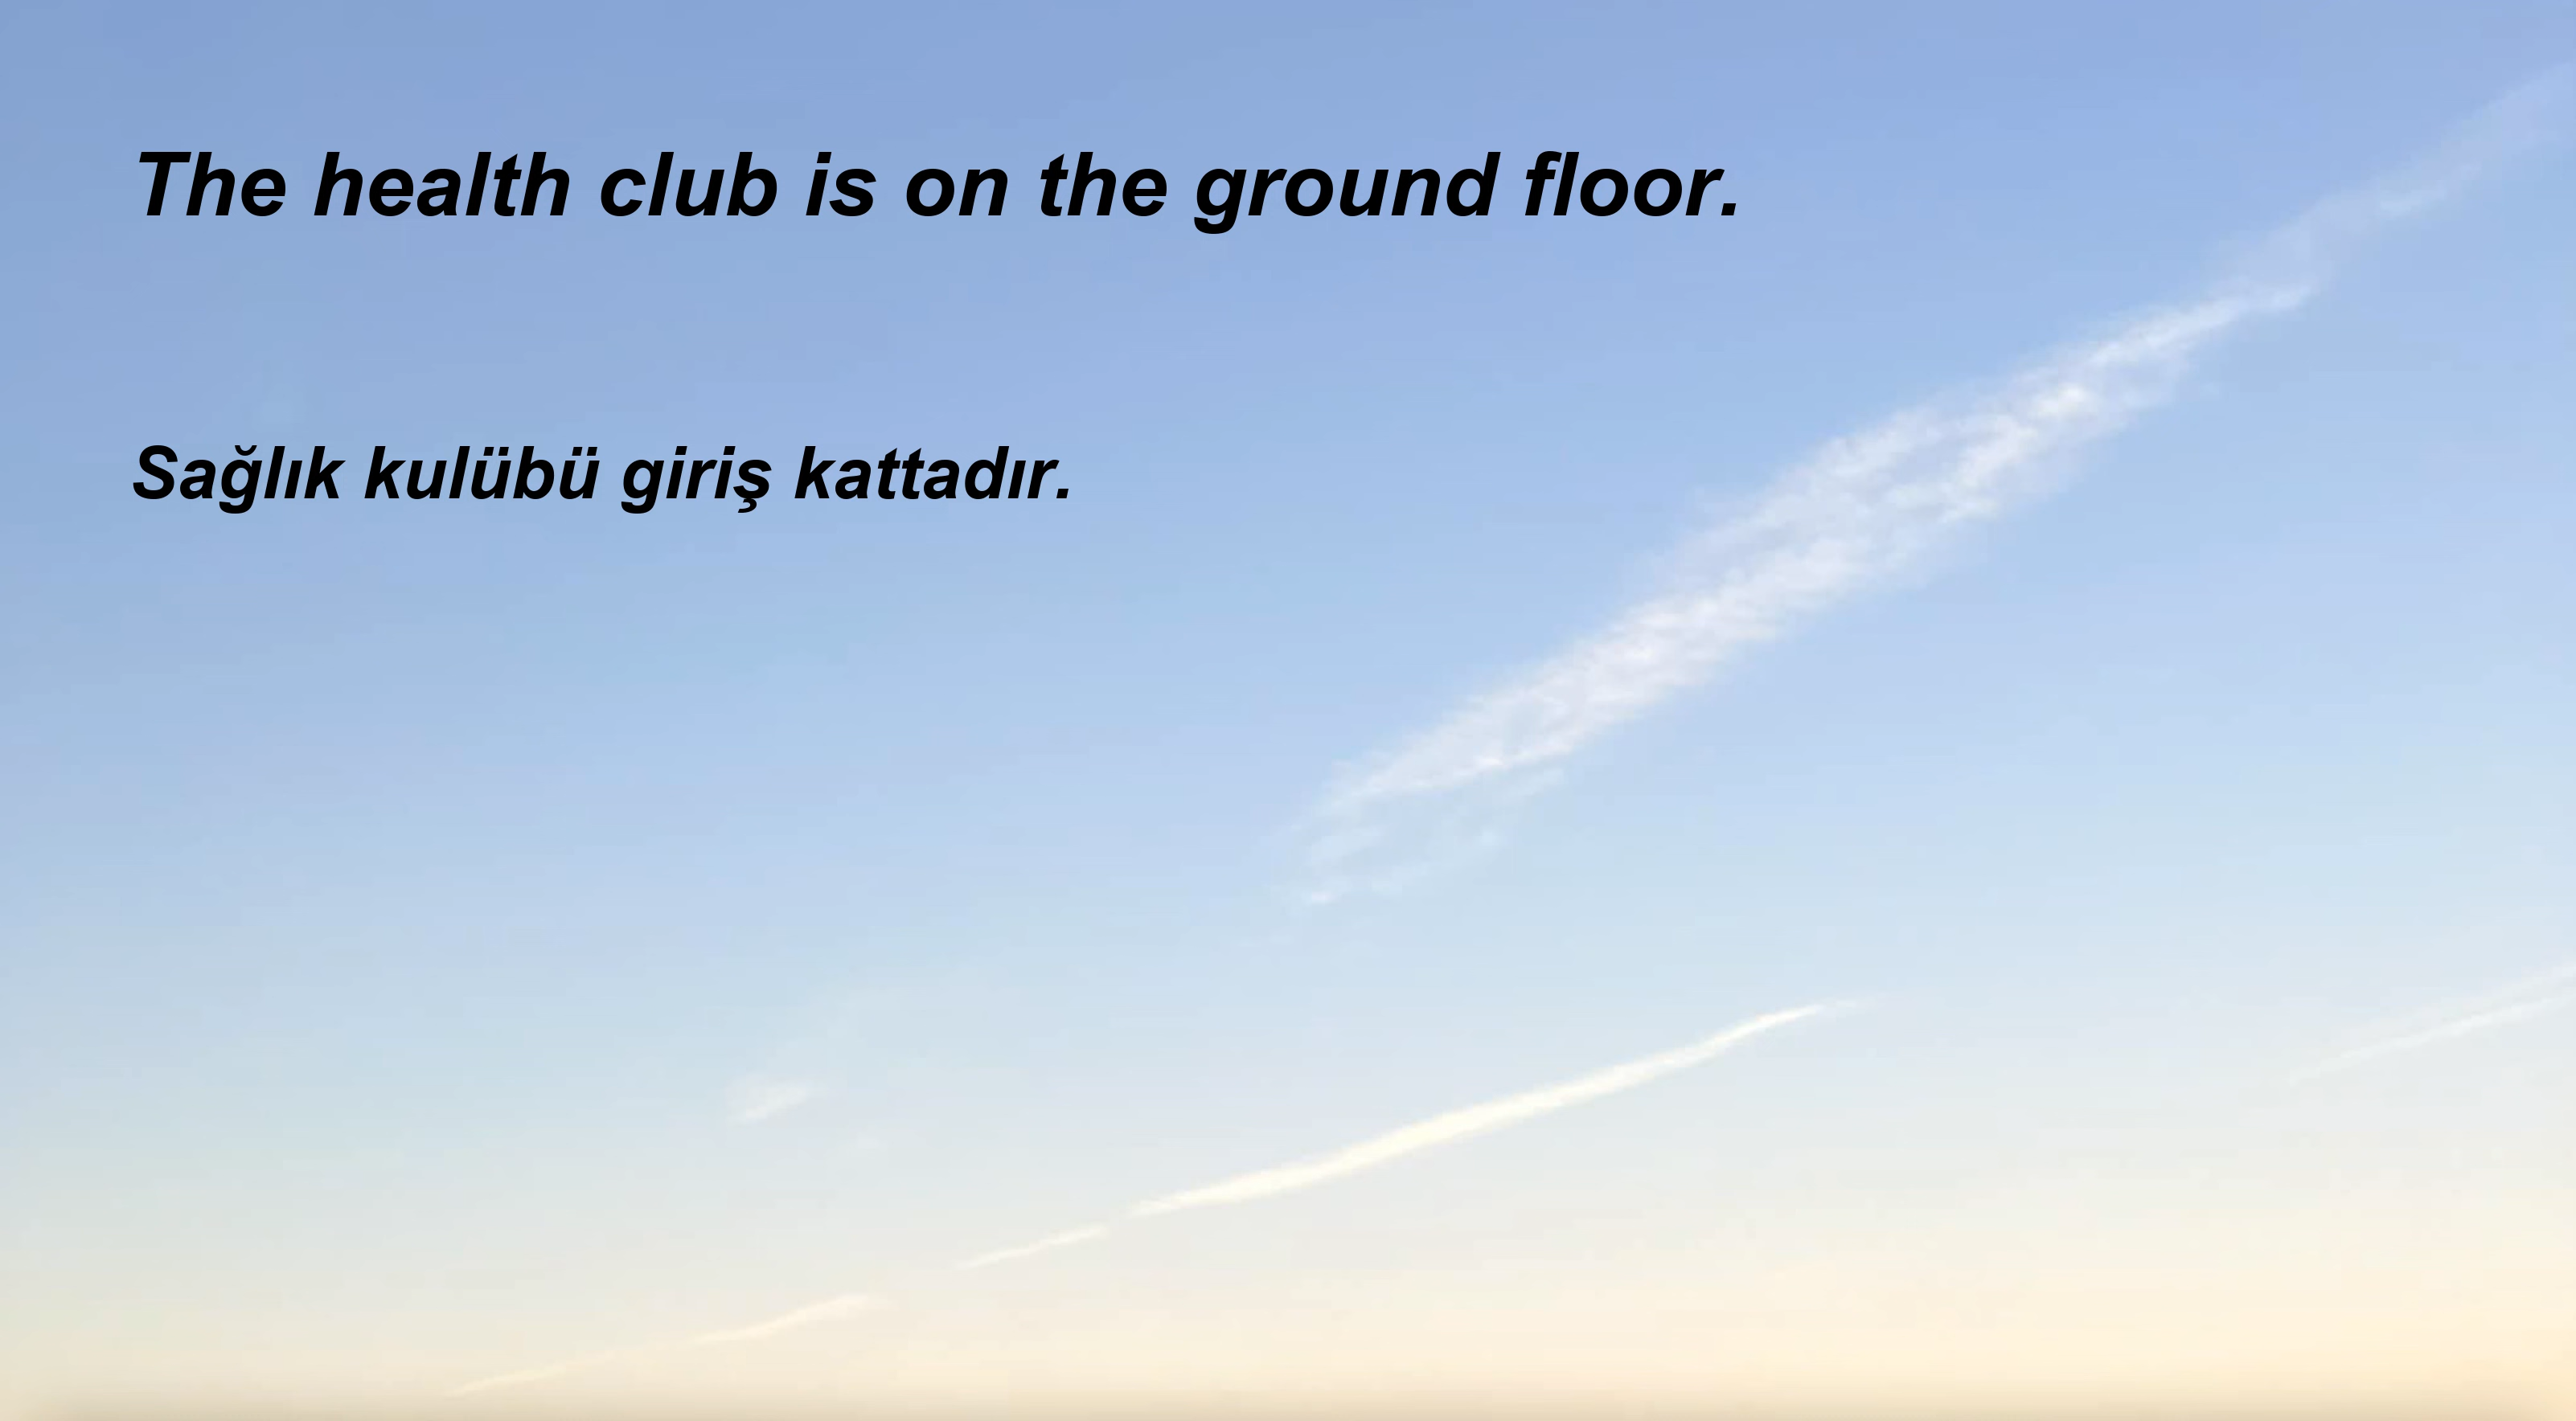 The health club is on the ground floor.
Sağlık kulübü giriş kattadır.